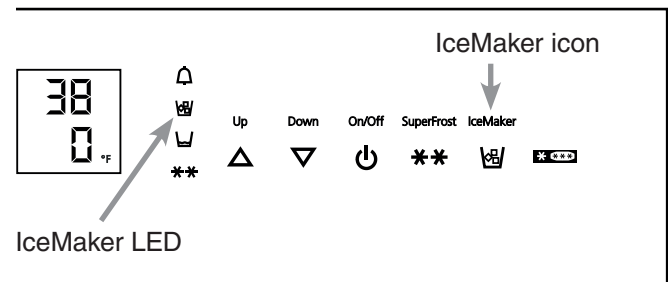 IceMaker icon
38
0 °F
Up Down On/Off SuperFrost IceMaker
IceMaker LED